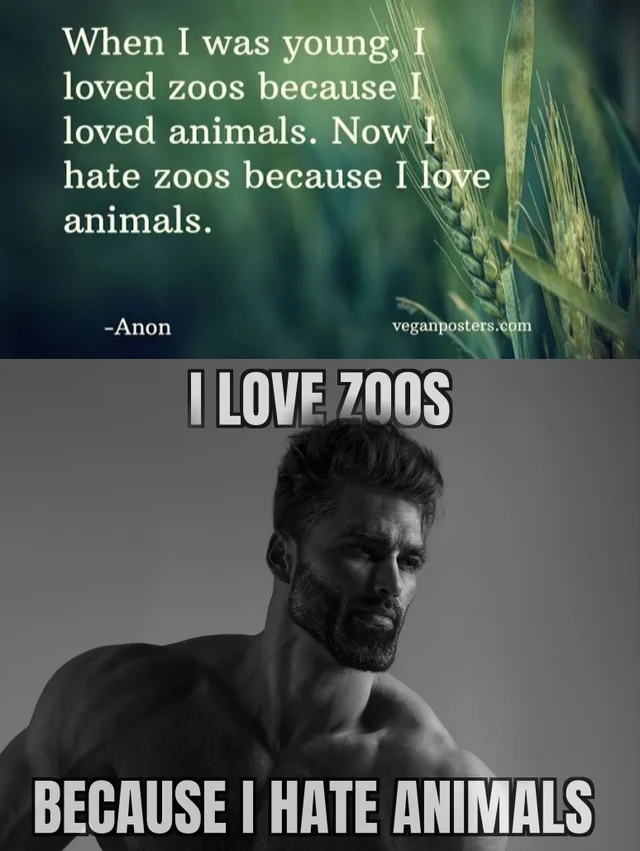 When I was young, I
loved zoos because I
loved animals. Now I
hate zoos because I love
animals.
-Anon
veganposters.com
I LOVE ZOOS
BECAUSE I HATE ANIMALS